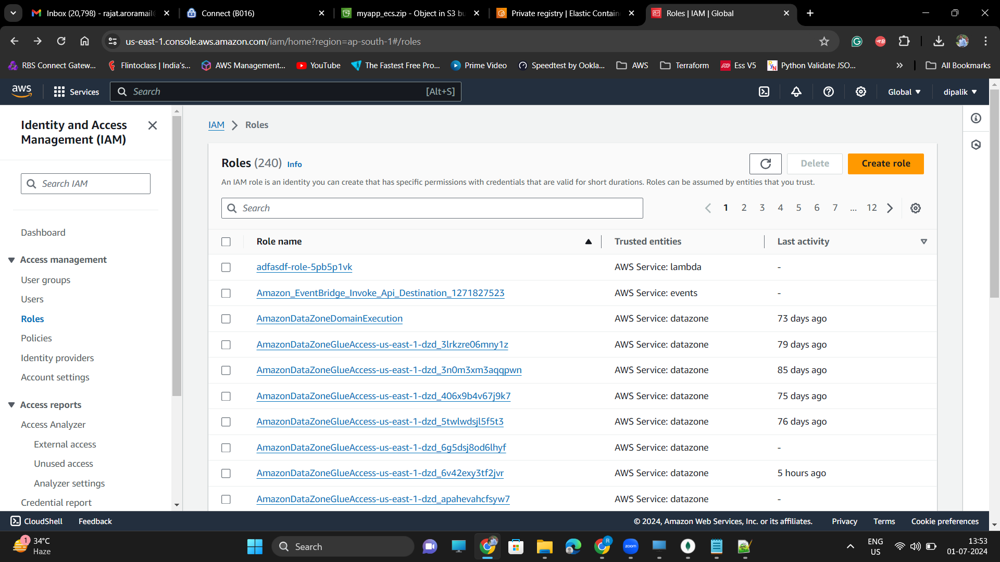 Inbox (20,798) - rajat.aroramail
Connect (B016)
myapp_ecs.zip - Object in S3 bu
Private registry | Elastic Contain
Roles | IAM | Global
us-east-1.console.aws.amazon.com/iam/home?region=ap-south-1#/roles
RBS Connect Gatew...
Flintoclass | India's...
AWS Management...
YouTube
The Fastest Free Pro...
Prime Video
Speedtest by Ookla...
AWS
Terraform
Ess V5
Python Validate JSO...
All Bookmarks
aws
Services
Search
[Alt+S]
Global
dipalik
Identity and Access
Management (IAM)
Search IAM
Dashboard
Access management
User groups
Users
Roles
Policies
Identity providers
Account settings
Access reports
Access Analyzer
External access
Unused access
Analyzer settings
Credential report
IAM > Roles
Roles (240) Info
Delete
Create role
An IAM role is an identity you can create that has specific permissions with credentials that are valid for short durations. Roles can be assumed by entities that you trust.
Search
1 2 3 4 5 6 7 ... 12
Role name Trusted entities Last activity
adfasdf-role-5pb5p1vk AWS Service: lambda -
Amazon_EventBridge_Invoke_Api_Destination_1271827523 AWS Service: events -
AmazonDataZoneDomainExecution AWS Service: datazone 73 days ago
AmazonDataZoneGlueAccess-us-east-1-dzd_3lrkzre06mny1z AWS Service: datazone 79 days ago
AmazonDataZoneGlueAccess-us-east-1-dzd_3n0m3xm3aqqpwn AWS Service: datazone 85 days ago
AmazonDataZoneGlueAccess-us-east-1-dzd_406x9b4v67j9k7 AWS Service: datazone 75 days ago
AmazonDataZoneGlueAccess-us-east-1-dzd_5twlwdsjl5f5t3 AWS Service: datazone 76 days ago
AmazonDataZoneGlueAccess-us-east-1-dzd_6g5dsj8od6lhyf AWS Service: datazone -
AmazonDataZoneGlueAccess-us-east-1-dzd_6v42exy3tf2jvr AWS Service: datazone 5 hours ago
AmazonDataZoneGlueAccess-us-east-1-dzd_apahevahcfsyw7 AWS Service: datazone -
CloudShell
Feedback
© 2024, Amazon Web Services, Inc. or its affiliates.
Privacy
Terms
Cookie preferences
1
34°C
Haze
Search
R
zoom
ENG
US
13:53
01-07-2024